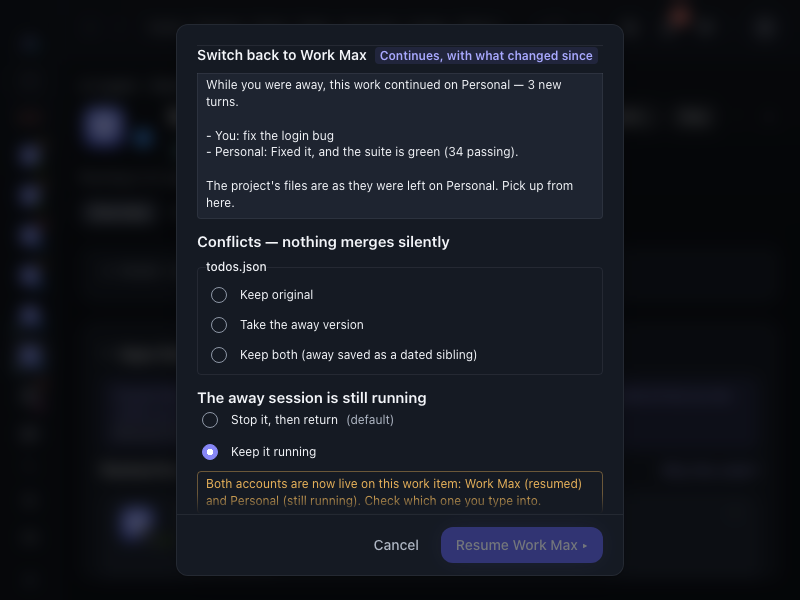 Switch back to Work Max Continues, with what changed since
While you were away, this work continued on Personal — 3 new
turns.
- You: fix the login bug
- Personal: Fixed it, and the suite is green (34 passing).
The project's files are as they were left on Personal. Pick up from
here.
Conflicts — nothing merges silently
todos.json
Keep original
Take the away version
Keep both (away saved as a dated sibling)
The away session is still running
Stop it, then return (default)
Keep it running
Both accounts are now live on this work item: Work Max (resumed)
and Personal (still running). Check which one you type into.
Cancel Resume Work Max ▸